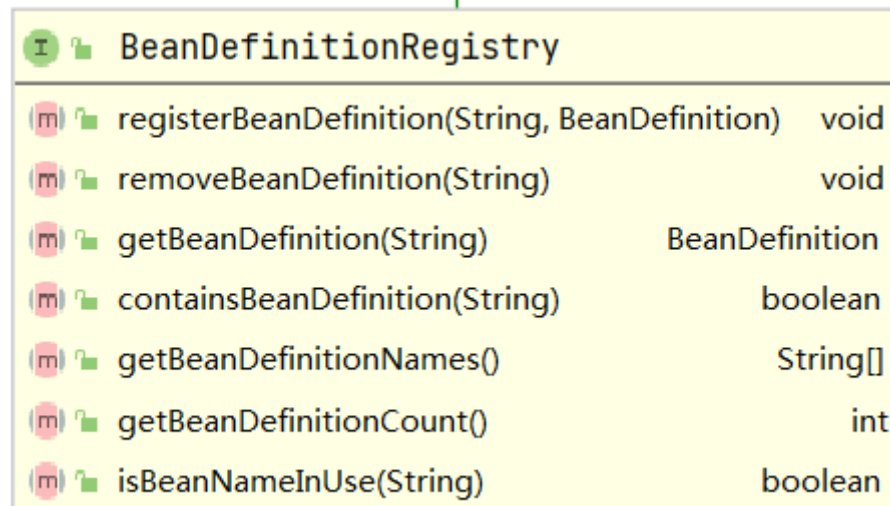 I BeanDefinitionRegistry
m registerBeanDefinition(String, BeanDefinition) void
m removeBeanDefinition(String) void
m getBeanDefinition(String) BeanDefinition
m containsBeanDefinition(String) boolean
m getBeanDefinitionNames() String[]
m getBeanDefinitionCount() int
m isBeanNameInUse(String) boolean